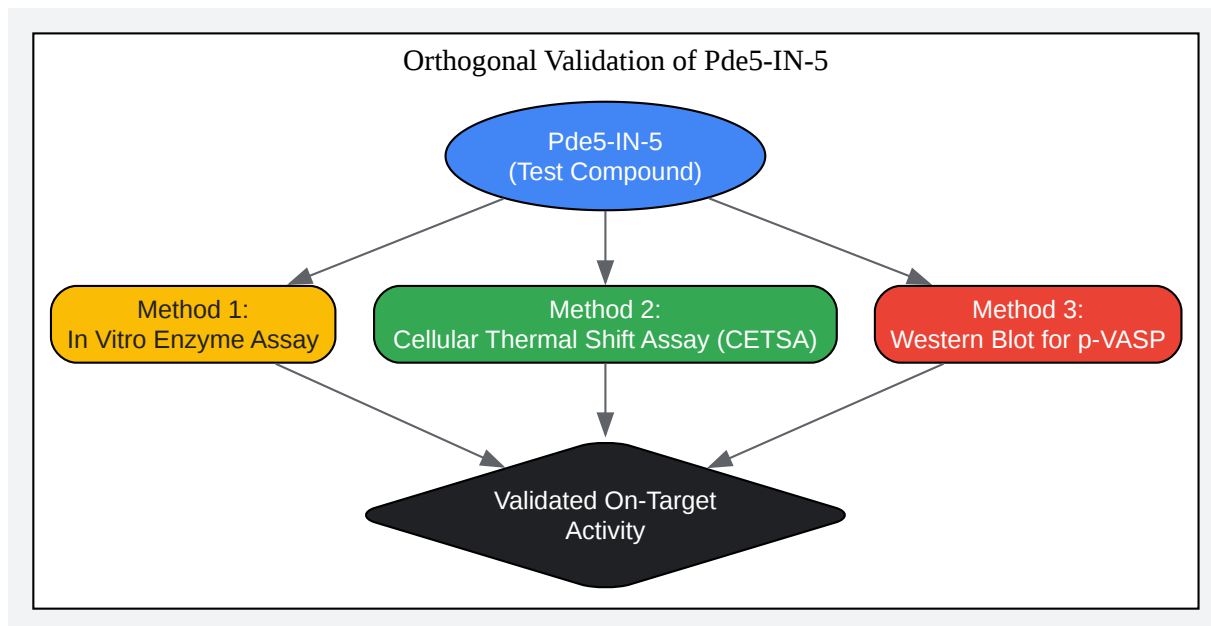 Orthogonal Validation of Pde5-IN-5
Pde5-IN-5
(Test Compound)
Method 1:
In Vitro Enzyme Assay
Method 2:
Cellular Thermal Shift Assay (CETSA)
Method 3:
Western Blot for p-VASP
Validated On-Target
Activity